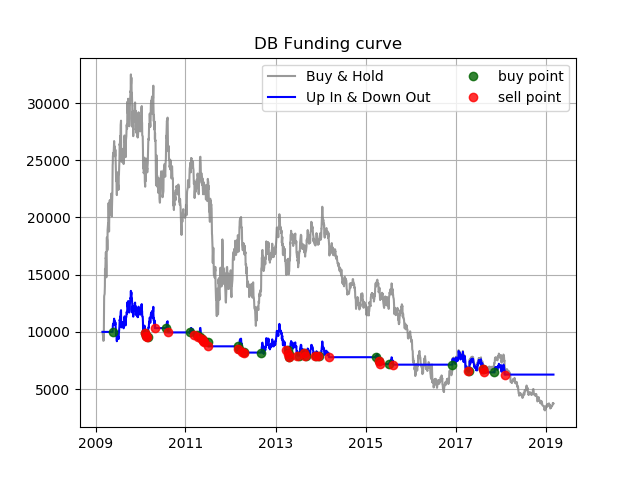 DB Funding curve
Buy & Hold
Up In & Down Out
buy point
sell point
30000
25000
20000
15000
10000
5000
2009 2011 2013 2015 2017 2019